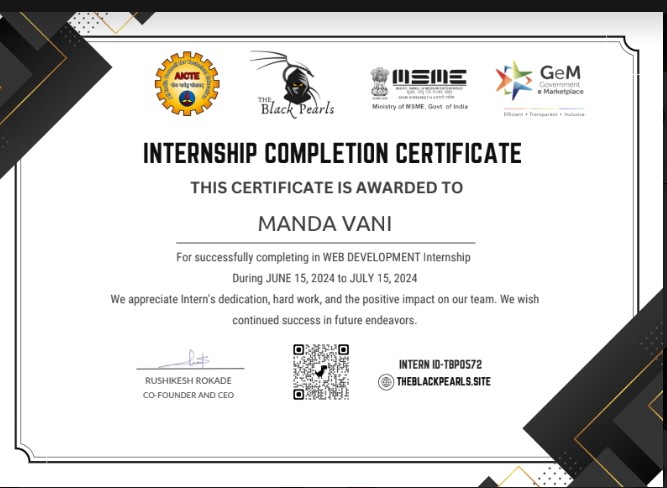 AICTE
THE
Black Pearls
MSME
Ministry of MSME, Govt. of India
GeM
Government
e Marketplace
Efficient • Transparent • Inclusive
INTERNSHIP COMPLETION CERTIFICATE
THIS CERTIFICATE IS AWARDED TO
MANDA VANI
For successfully completing in WEB DEVELOPMENT Internship
During JUNE 15, 2024 to JULY 15, 2024
We appreciate Intern's dedication, hard work, and the positive impact on our team. We wish
continued success in future endeavors.
RUSHIKESH ROKADE
CO-FOUNDER AND CEO
INTERN ID-TBP0572
THEBLACKPEARLS.SITE